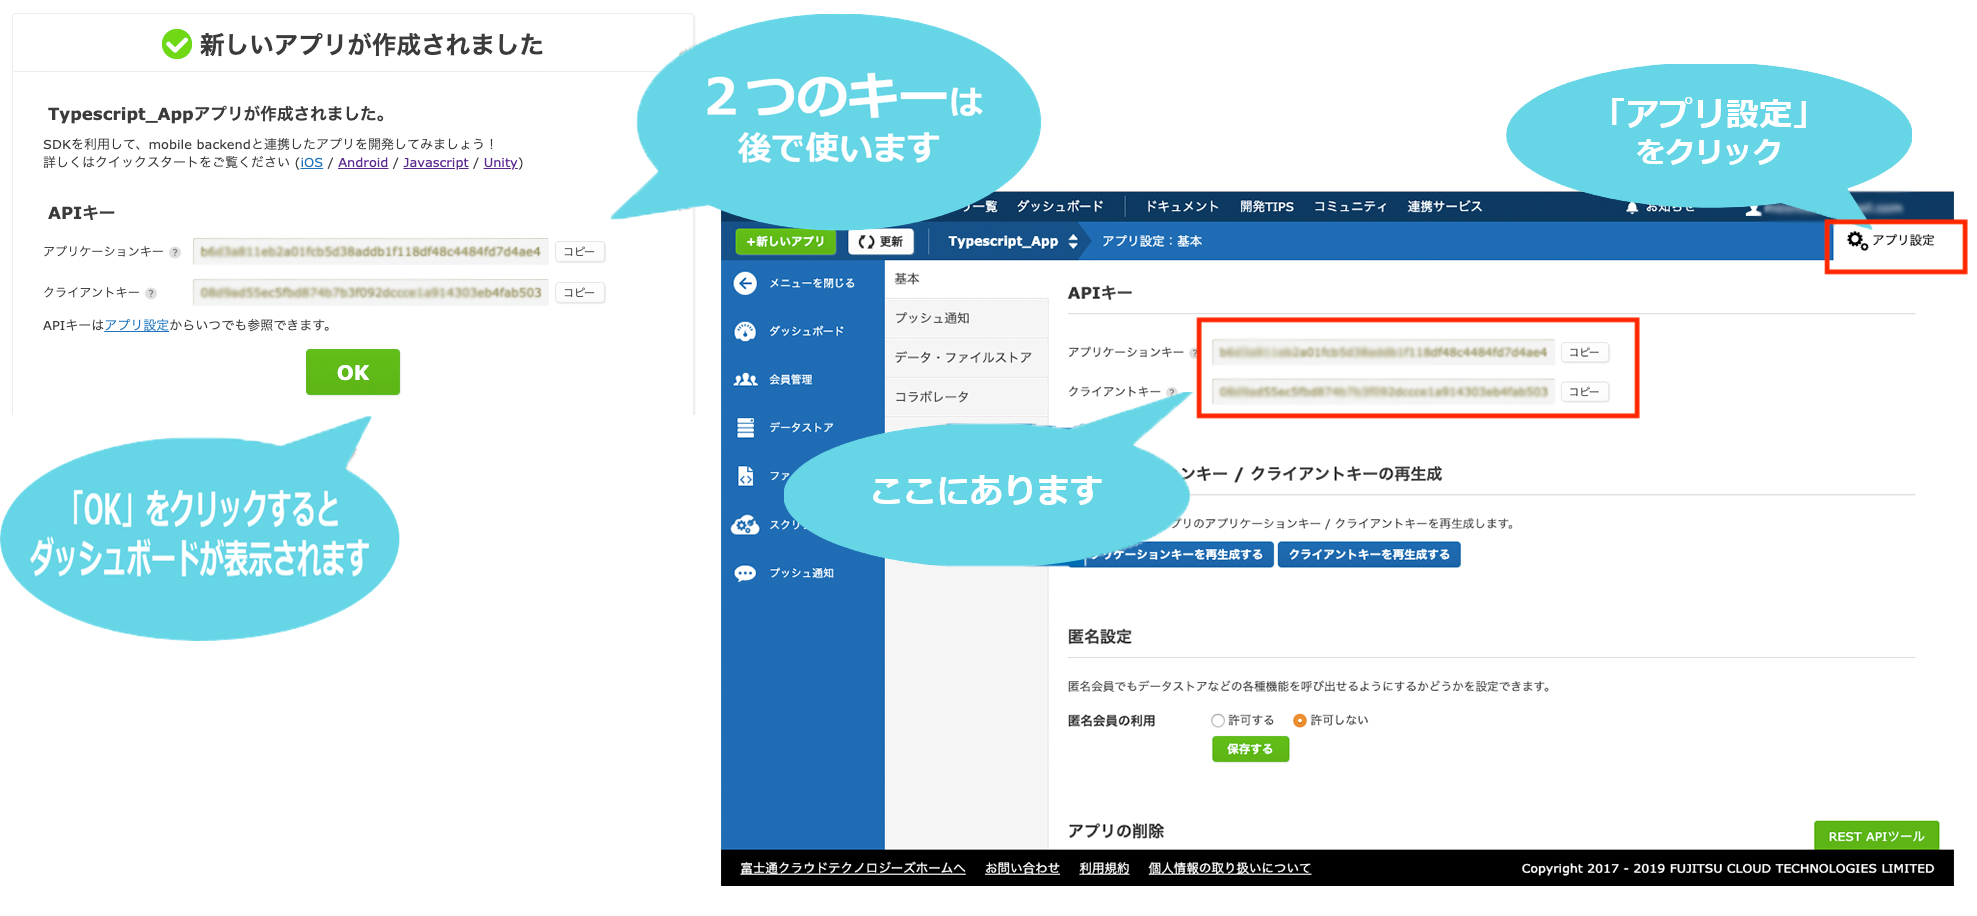 新しいアプリが作成されました
Typescript_Appアプリが作成されました。
SDKを利用して、mobile backendと連携したアプリを開発してみましょう！
詳しくはクイックスタートをご覧ください (iOS / Android / Javascript / Unity)
APIキー
アプリケーションキー ?
コピー
クライアントキー ?
コピー
APIキーはアプリ設定からいつでも参照できます。
OK
「OK」をクリックすると
ダッシュボードが表示されます
２つのキーは
後で使います
「アプリ設定」
をクリック
一覧 ダッシュボード ドキュメント 開発TIPS コミュニティ 連携サービス お知らせ
+新しいアプリ 更新 Typescript_App アプリ設定：基本 アプリ設定
メニューを閉じる
ダッシュボード
会員管理
データストア
ファ
スクリ
プッシュ通知
基本
プッシュ通知
データ・ファイルストア
コラボレータ
APIキー
アプリケーションキー ?
コピー
クライアントキー ?
コピー
ここにあります
ンキー / クライアントキーの再生成
プリのアプリケーションキー / クライアントキーを再生成します。
プリケーションキーを再生成する クライアントキーを再生成する
匿名設定
匿名会員でもデータストアなどの各種機能を呼び出せるようにするかどうかを設定できます。
匿名会員の利用 許可する 許可しない
保存する
アプリの削除
REST APIツール
富士通クラウドテクノロジーズホームへ お問い合わせ 利用規約 個人情報の取り扱いについて Copyright 2017 - 2019 FUJITSU CLOUD TECHNOLOGIES LIMITED